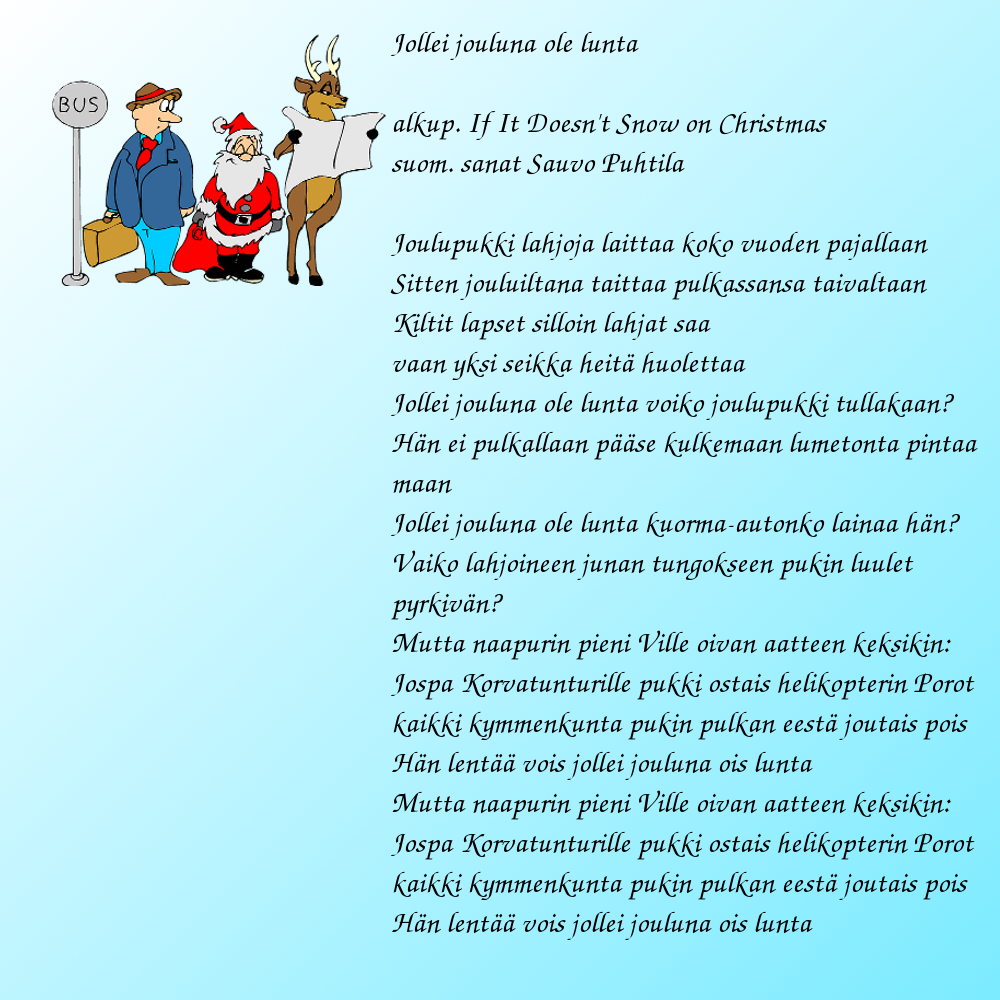 BUS
Jollei jouluna ole lunta
alkup. If It Doesn't Snow on Christmas
suom. sanat Sauvo Puhtila
Joulupukki lahjoja laittaa koko vuoden pajallaan
Sitten jouluiltana taittaa pulkassansa taivaltaan
Kiltit lapset silloin lahjat saa
vaan yksi seikka heitä huolettaa
Jollei jouluna ole lunta voiko joulupukki tullakaan?
Hän ei pulkallaan pääse kulkemaan lumetonta pintaa
maan
Jollei jouluna ole lunta kuorma-autonko lainaa hän?
Vaiko lahjoineen junan tungokseen pukin luulet
pyrkivän?
Mutta naapurin pieni Ville oivan aatteen keksikin:
Jospa Korvatunturille pukki ostais helikopterin Porot
kaikki kymmenkunta pukin pulkan eestä joutais pois
Hän lentää vois jollei jouluna ois lunta
Mutta naapurin pieni Ville oivan aatteen keksikin:
Jospa Korvatunturille pukki ostais helikopterin Porot
kaikki kymmenkunta pukin pulkan eestä joutais pois
Hän lentää vois jollei jouluna ois lunta